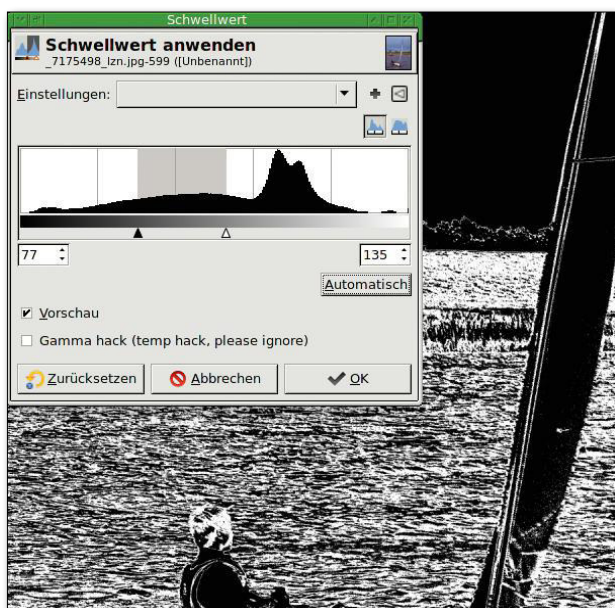 Schwellwert
Schwellwert anwenden
_7175498_lzn.jpg-599 ([Unbenannt])
Einstellungen:
77
135
Automatisch
Vorschau
Gamma hack (temp hack, please ignore)
Zurücksetzen
Abbrechen
OK